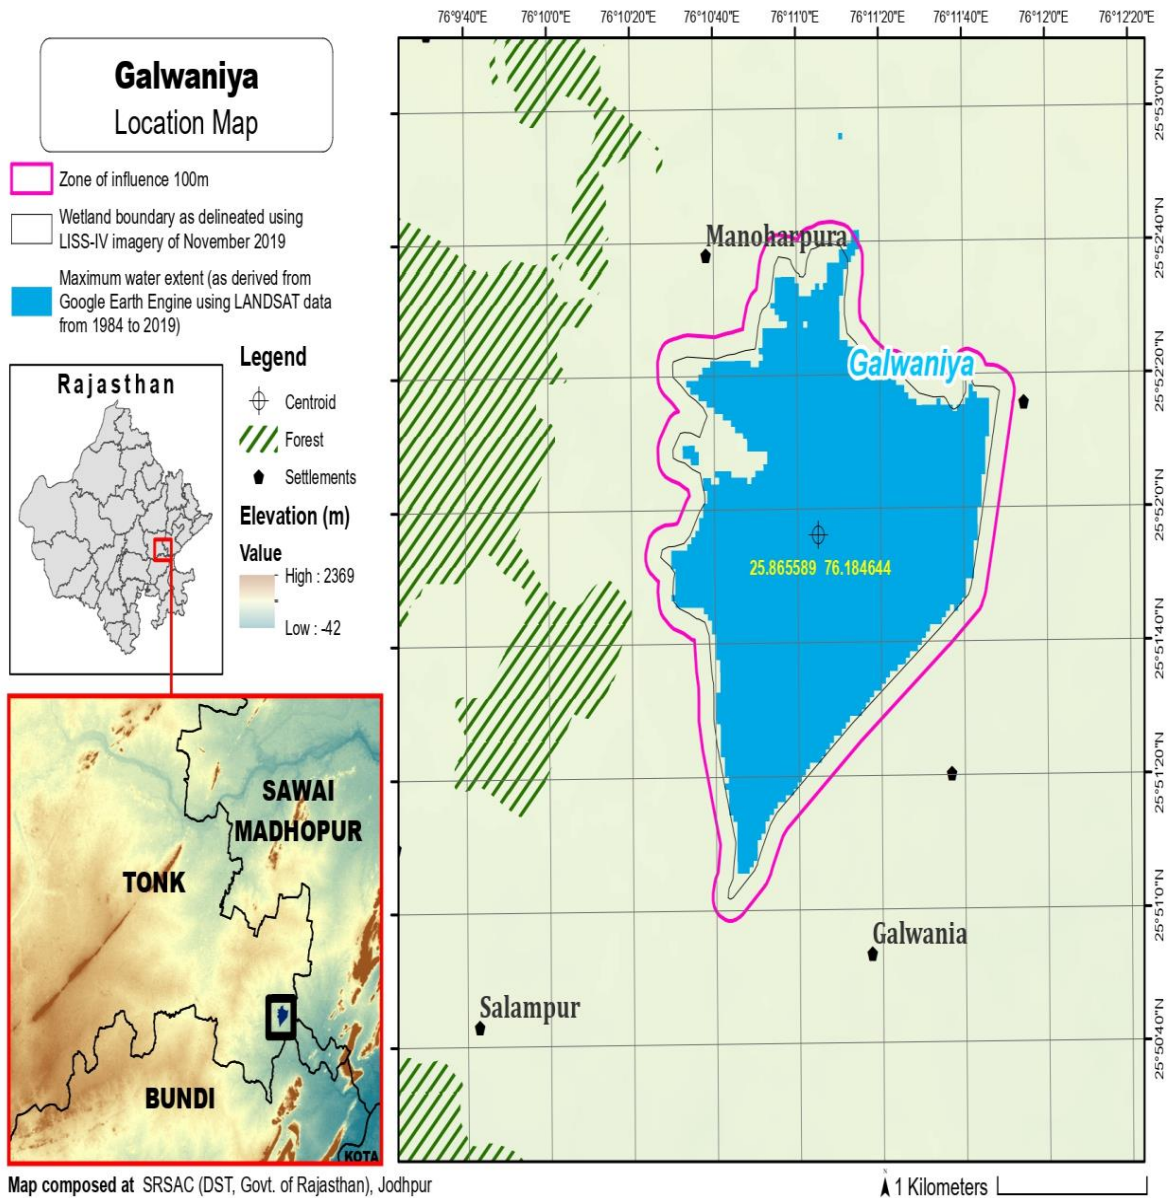 Galwaniya
Location Map
Zone of influence 100m
Wetland boundary as delineated using
LISS-IV imagery of November 2019
Maximum water extent (as derived from
Google Earth Engine using LANDSAT data
from 1984 to 2019)
Rajasthan
Legend
Centroid
Forest
Settlements
Elevation (m)
Value
High : 2369
Low : -42
SAWAI
MADHOPUR
TONK
BUNDI
KOTA
Map composed at SRSAC (DST, Govt. of Rajasthan), Jodhpur
76°9'40"E 76°10'0"E 76°10'20"E 76°10'40"E 76°11'0"E 76°11'20"E 76°11'40"E 76°12'0"E 76°12'20"E
25°53'0"N
25°52'40"N
25°52'20"N
25°52'0"N
25°51'40"N
25°51'20"N
25°51'0"N
25°50'40"N
Manoharpura
Galwaniya
25.865589 76.184644
Galwania
Salampur
N
1 Kilometers